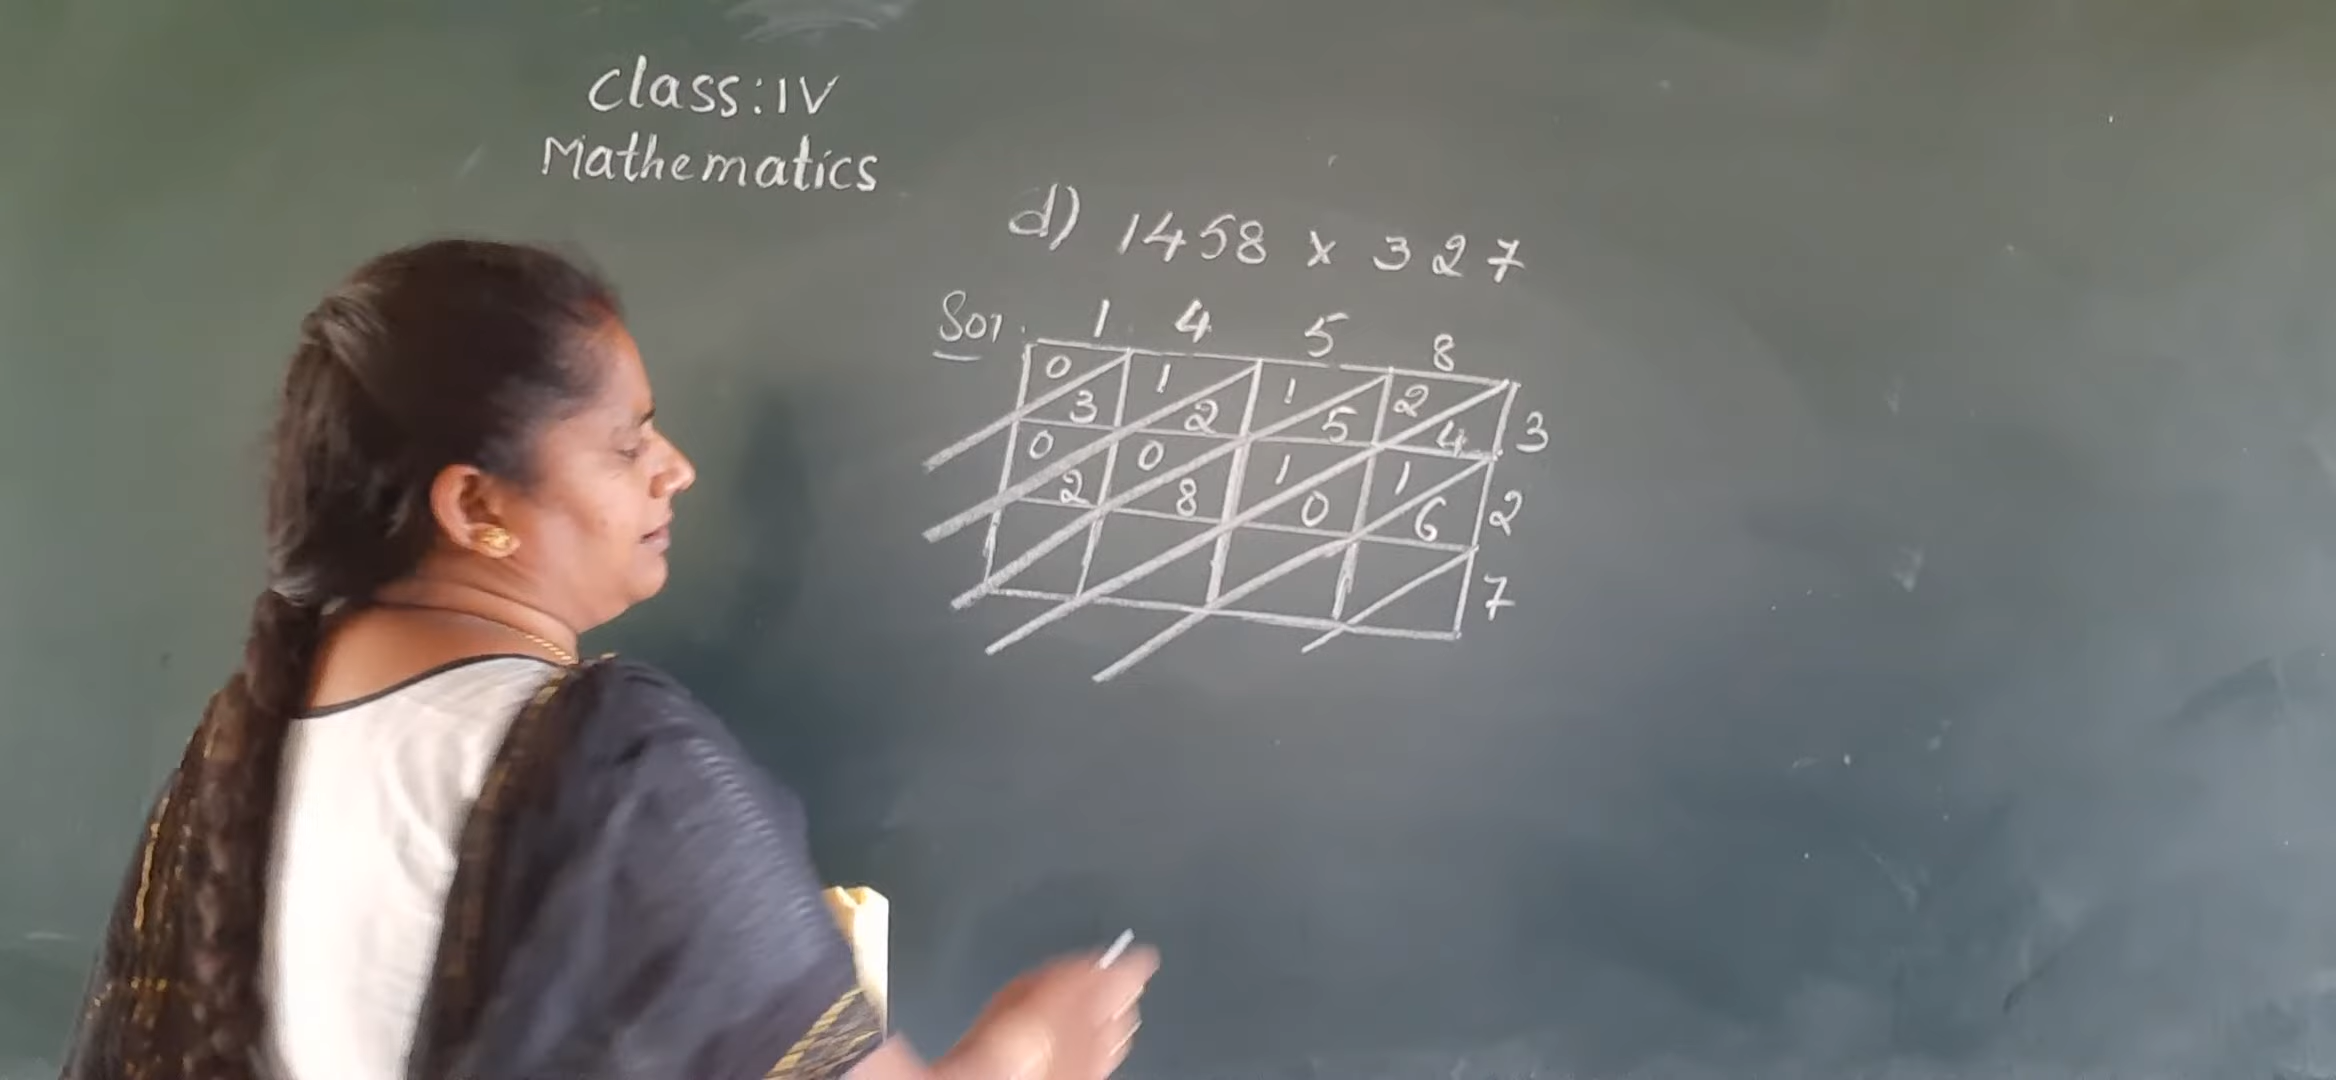 class: IV
Mathematics
d) 1458 x 327
Sol.
1 4 5 8
0 3 1 2 1 5 2 4 3
0 2 0 8 1 0 1 6 2
7